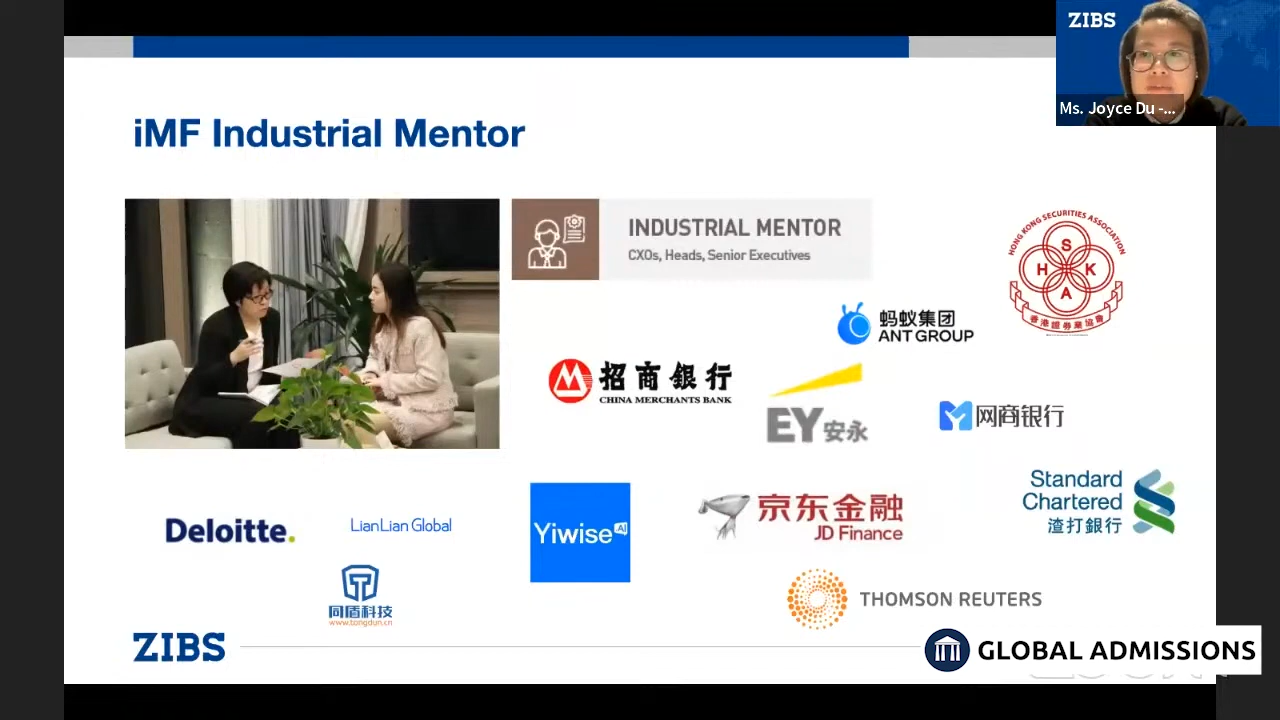 ZIBS
Ms. Joyce Du -...
iMF Industrial Mentor
INDUSTRIAL MENTOR
CXOs, Heads, Senior Executives
HONG KONG SECURITIES ASSOCIATION
S
H K
A
香港證券業協會
蚂蚁集团
ANT GROUP
招商銀行
CHINA MERCHANTS BANK
EY安永
网商银行
Standard
Chartered
渣打銀行
Deloitte.
LianLian Global
Yiwise AI
京东金融
JD Finance
同盾科技
www.tongdun.cn
THOMSON REUTERS
ZIBS
GLOBAL ADMISSIONS